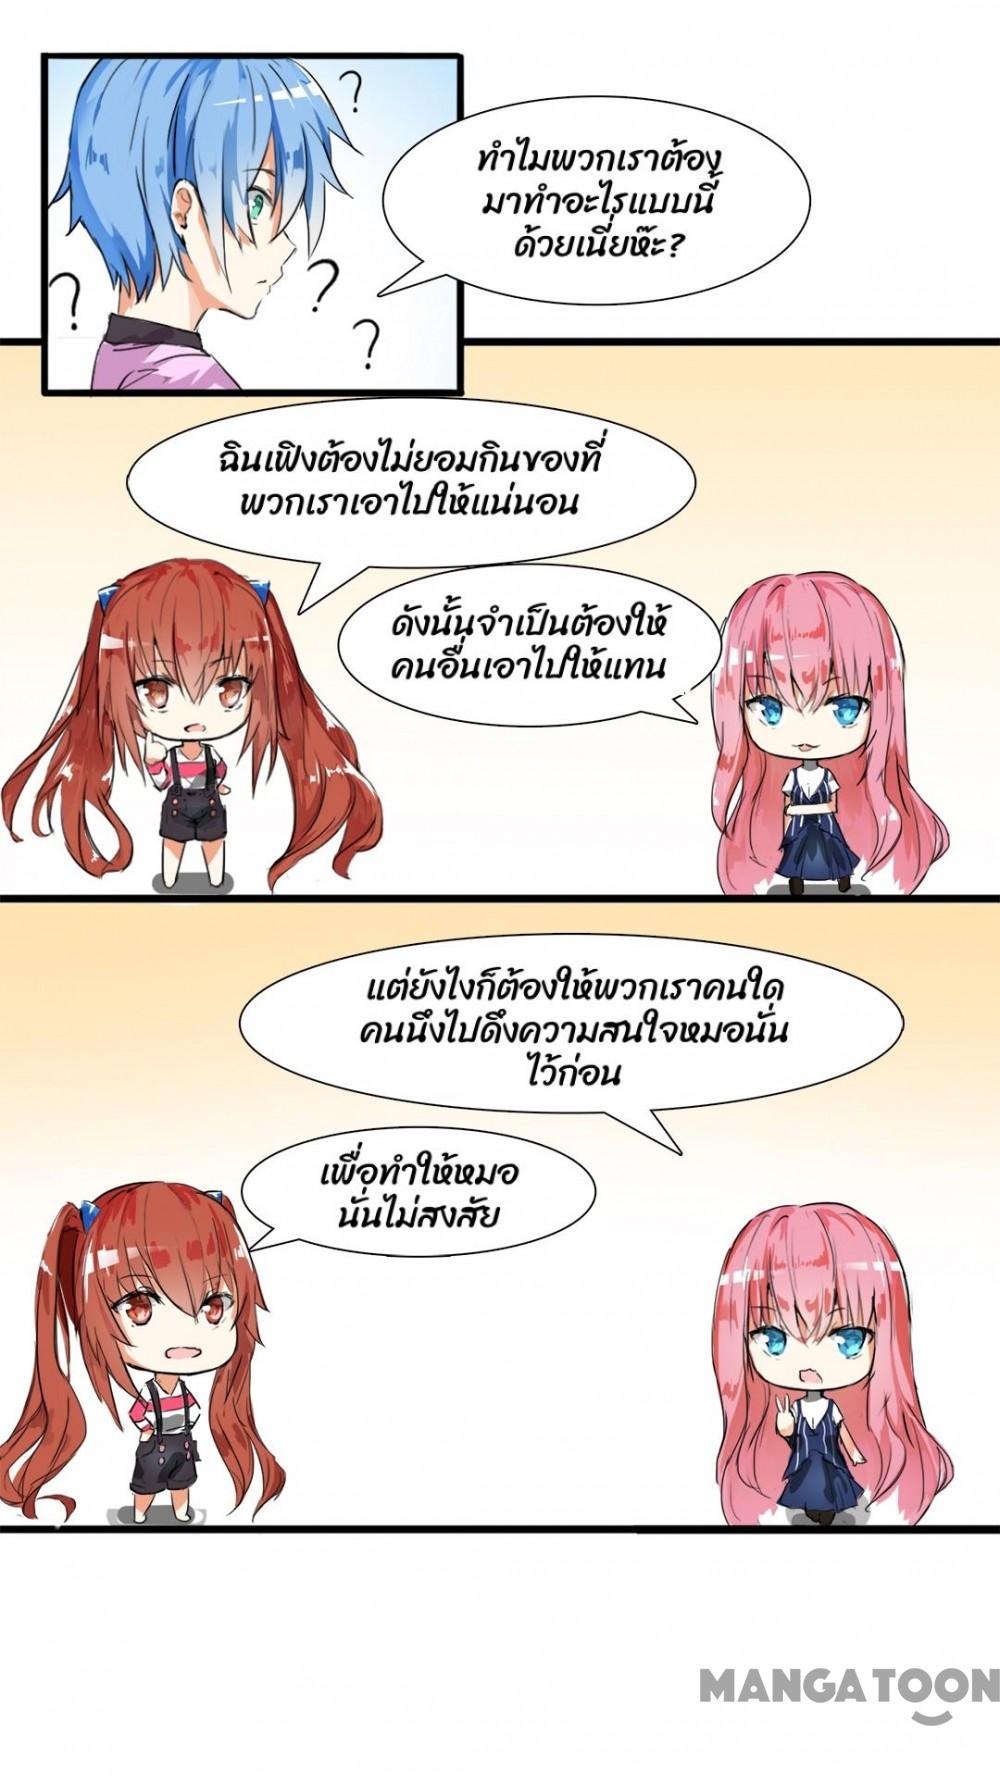 ?
?
?
?
ทำไมพวกเราต้อง
มาทำอะไรแบบนี้
ด้วยเนี่ยห๊ะ?
ฉินเฟิงต้องไม่ยอมกินของที่
พวกเราเอาไปให้แน่นอน
ดังนั้นจำเป็นต้องให้
คนอื่นเอาไปให้แทน
แต่ยังไงก็ต้องให้พวกเราคนใด
คนนึงไปดึงความสนใจหมอนั่น
ไว้ก่อน
เพื่อทำให้หมอ
นั่นไม่สงสัย
MANGATOON